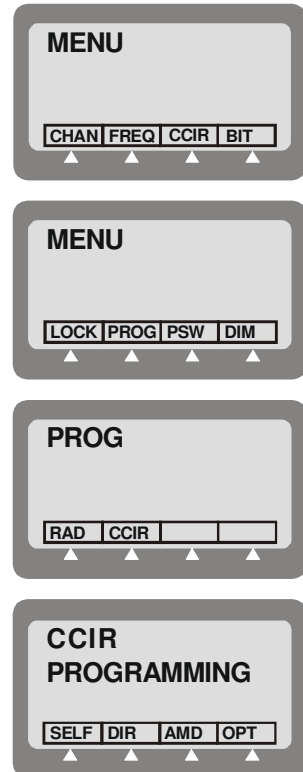 MENU
CHAN FREQ CCIR BIT
MENU
LOCK PROG PSW DIM
PROG
RAD CCIR
CCIR
PROGRAMMING
SELF DIR AMD OPT